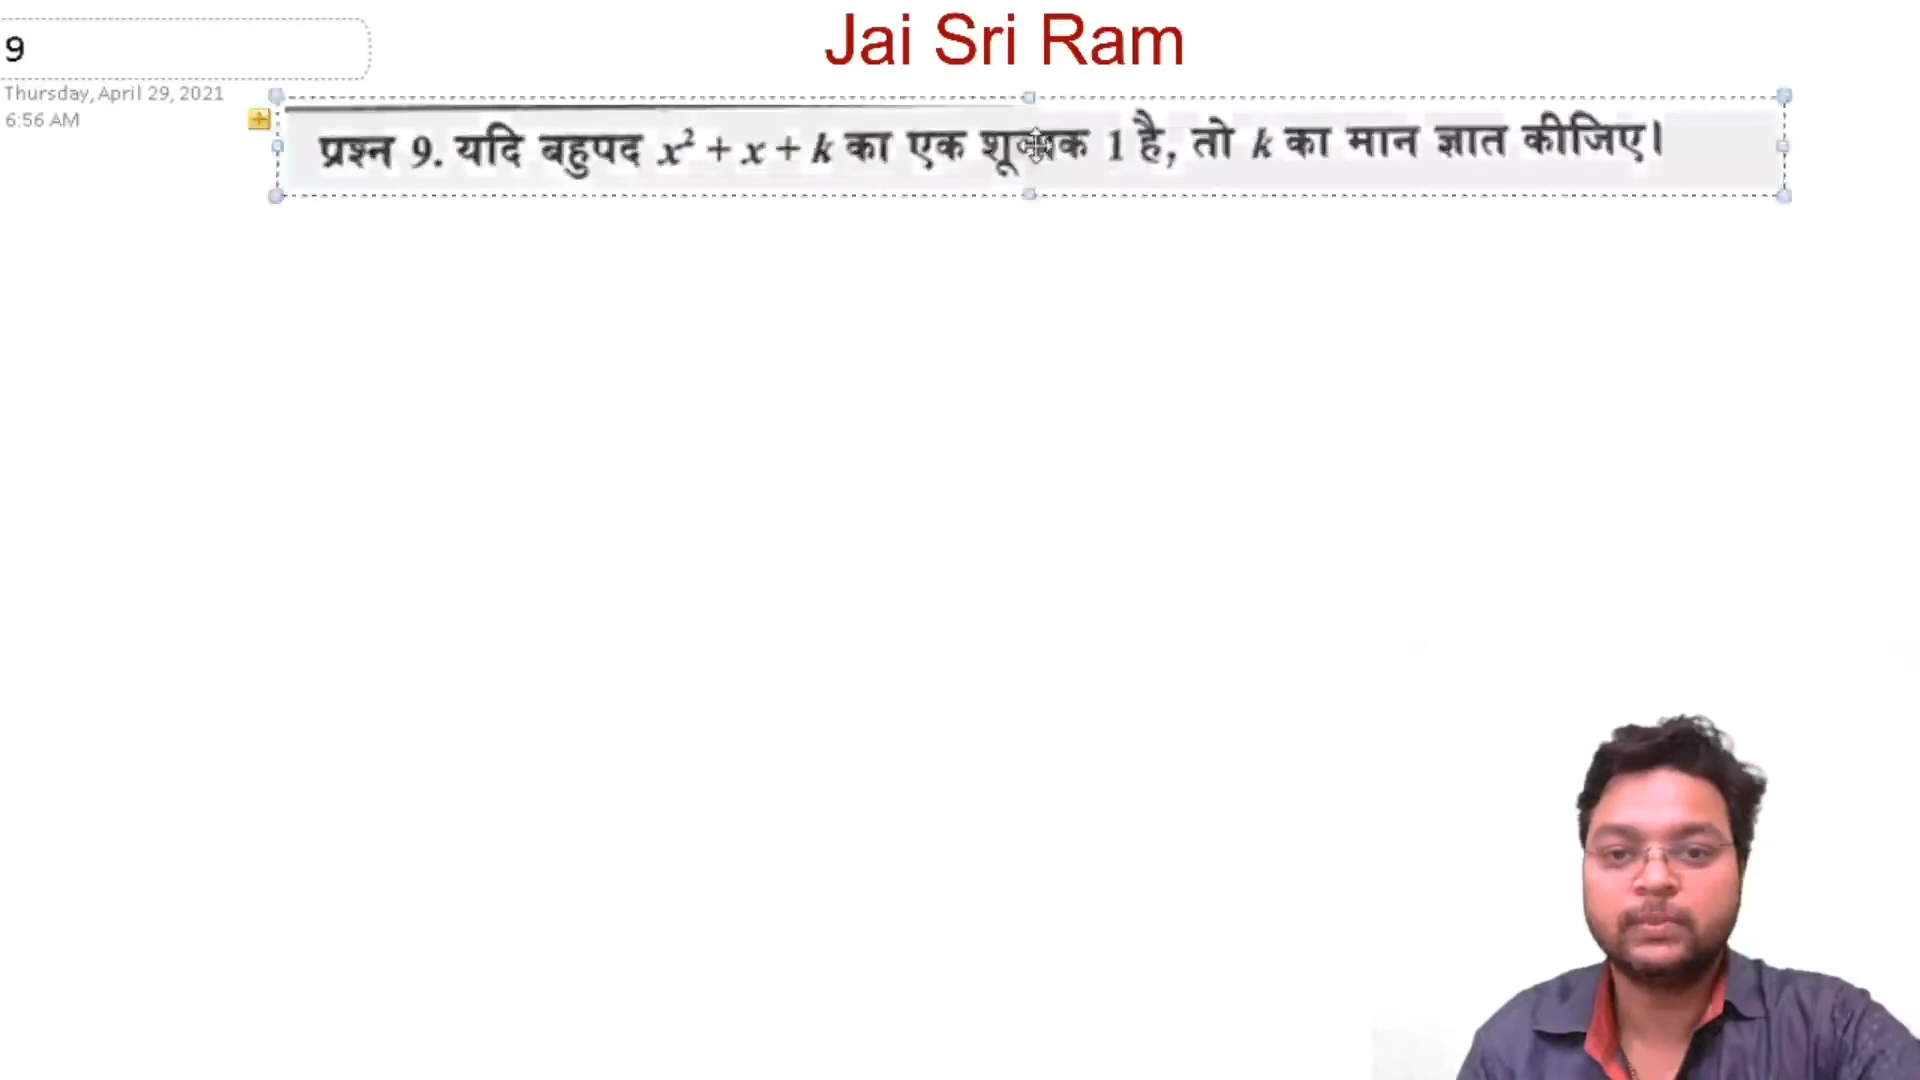 Jai Sri Ram
9
Thursday, April 29, 2021
6:56 AM
प्रश्न 9. यदि बहुपद x² + x + k का एक शून्यक 1 है, तो k का मान ज्ञात कीजिए।